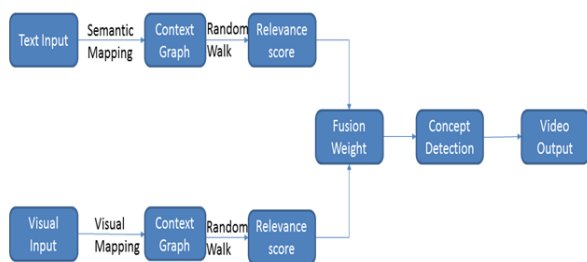 Text Input
Semantic
Mapping
Context
Graph
Random
Walk
Relevance
score
Fusion
Weight
Concept
Detection
Video
Output
Visual
Input
Visual
Mapping
Context
Graph
Random
Walk
Relevance
score